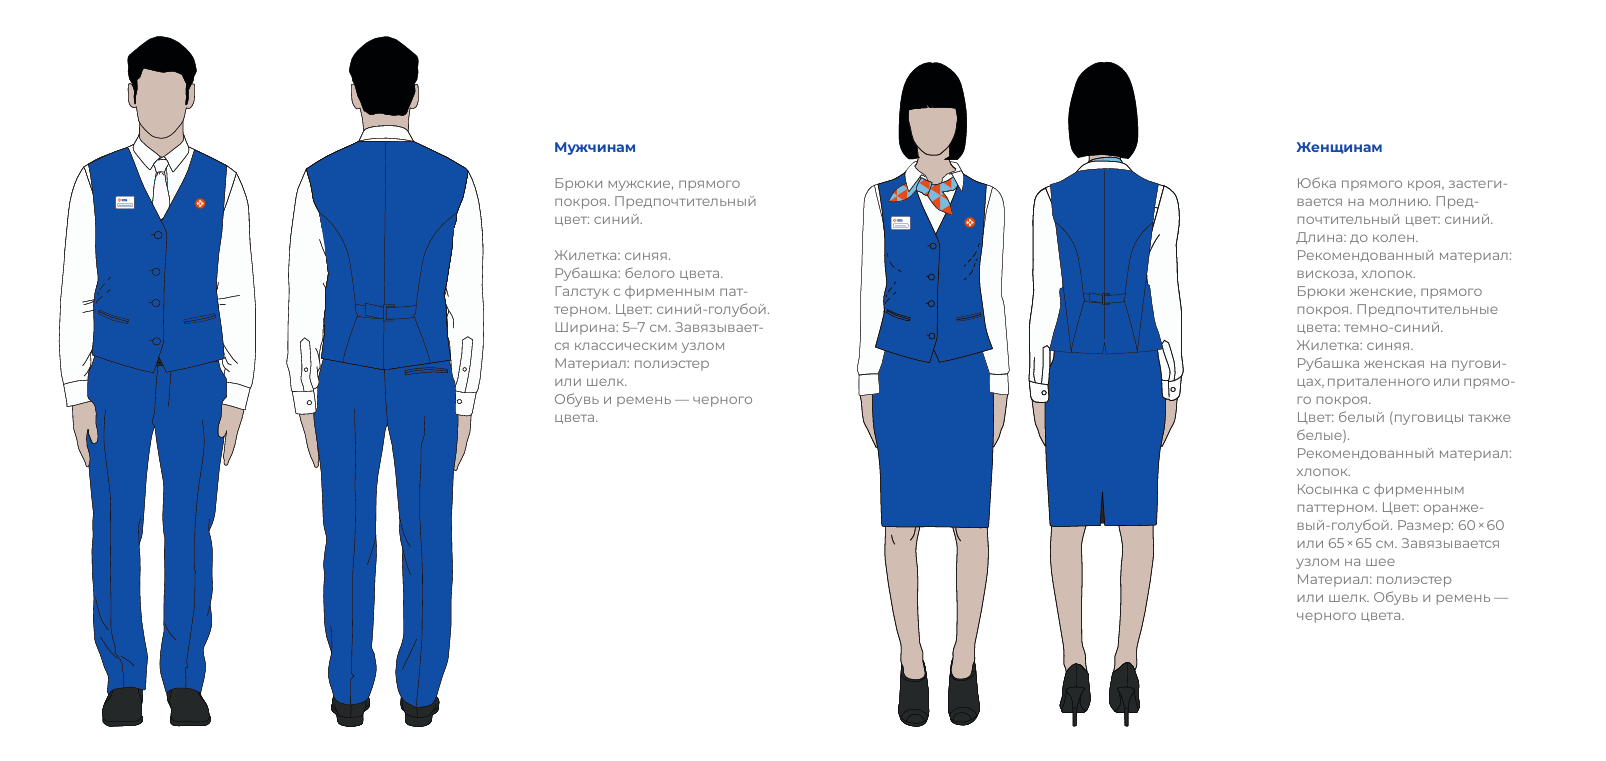 Мужчинам
Брюки мужские, прямого
покроя. Предпочтительный
цвет: синий.
Жилетка: синяя.
Рубашка: белого цвета.
Галстук с фирменным пат-
терном. Цвет: синий-голубой.
Ширина: 5–7 см. Завязывает-
ся классическим узлом
Материал: полиэстер
или шелк.
Обувь и ремень — черного
цвета.
Женщинам
Юбка прямого кроя, застеги-
вается на молнию. Пред-
почтительный цвет: синий.
Длина: до колен.
Рекомендованный материал:
вискоза, хлопок.
Брюки женские, прямого
покроя. Предпочтительные
цвета: темно-синий.
Жилетка: синяя.
Рубашка женская на пугови-
цах, приталенного или прямо-
го покроя.
Цвет: белый (пуговицы также
белые).
Рекомендованный материал:
хлопок.
Косынка с фирменным
паттерном. Цвет: оранже-
вый-голубой. Размер: 60×60
или 65×65 см. Завязывается
узлом на шее
Материал: полиэстер
или шелк. Обувь и ремень —
черного цвета.